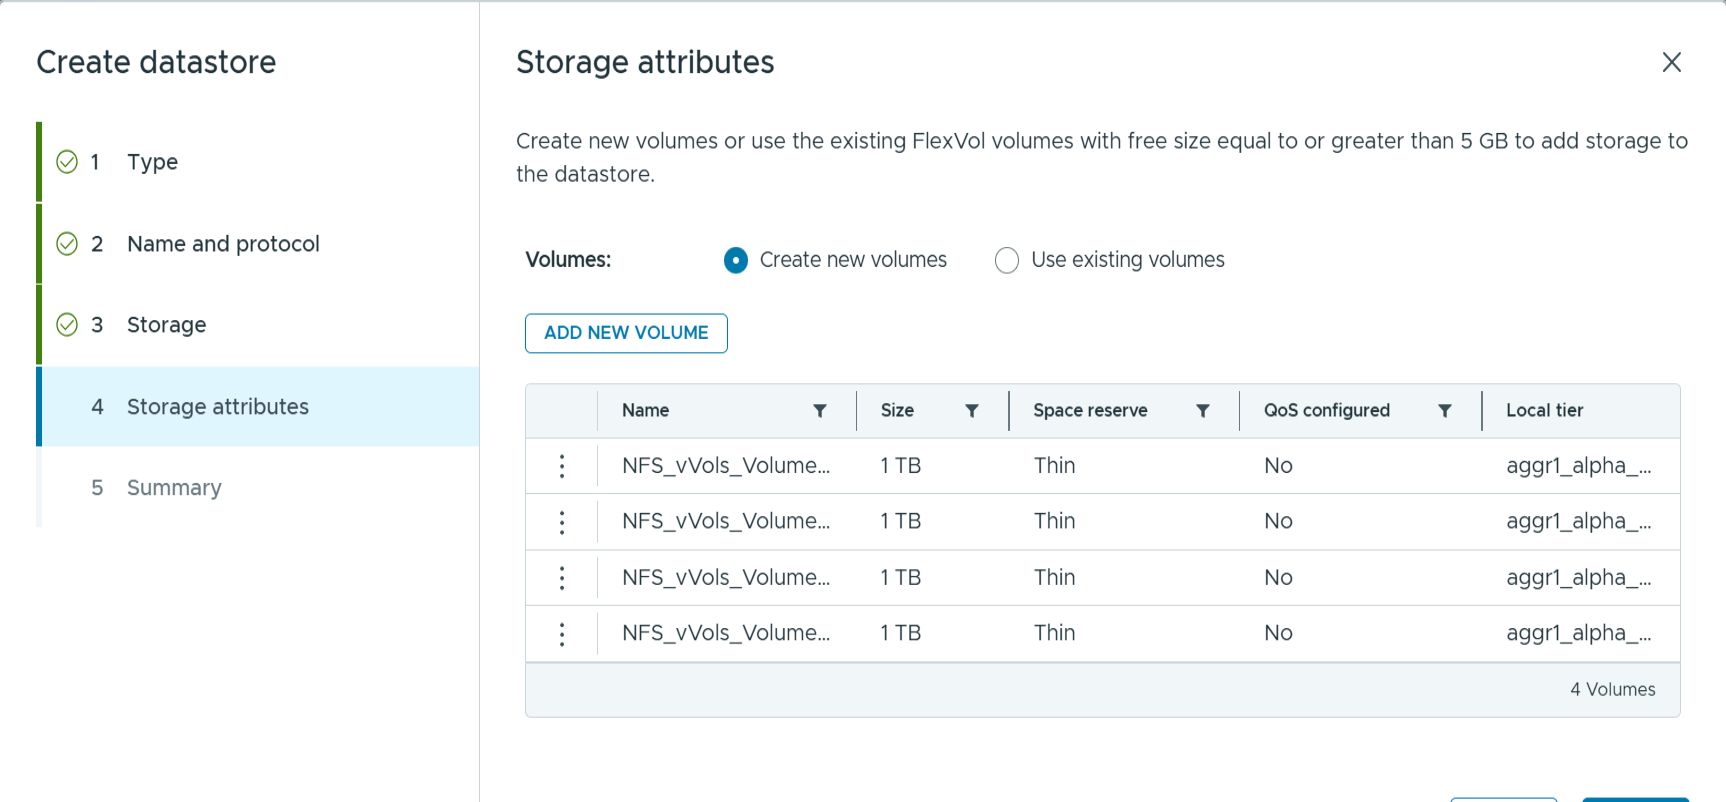 Create datastore
1 Type
2 Name and protocol
3 Storage
4 Storage attributes
5 Summary
Storage attributes
Create new volumes or use the existing FlexVol volumes with free size equal to or greater than 5 GB to add storage to
the datastore.
Volumes: Create new volumes Use existing volumes
ADD NEW VOLUME
Name Size Space reserve QoS configured Local tier
NFS_vVols_Volume... 1 TB Thin No aggr1_alpha_...
NFS_vVols_Volume... 1 TB Thin No aggr1_alpha_...
NFS_vVols_Volume... 1 TB Thin No aggr1_alpha_...
NFS_vVols_Volume... 1 TB Thin No aggr1_alpha_...
4 Volumes